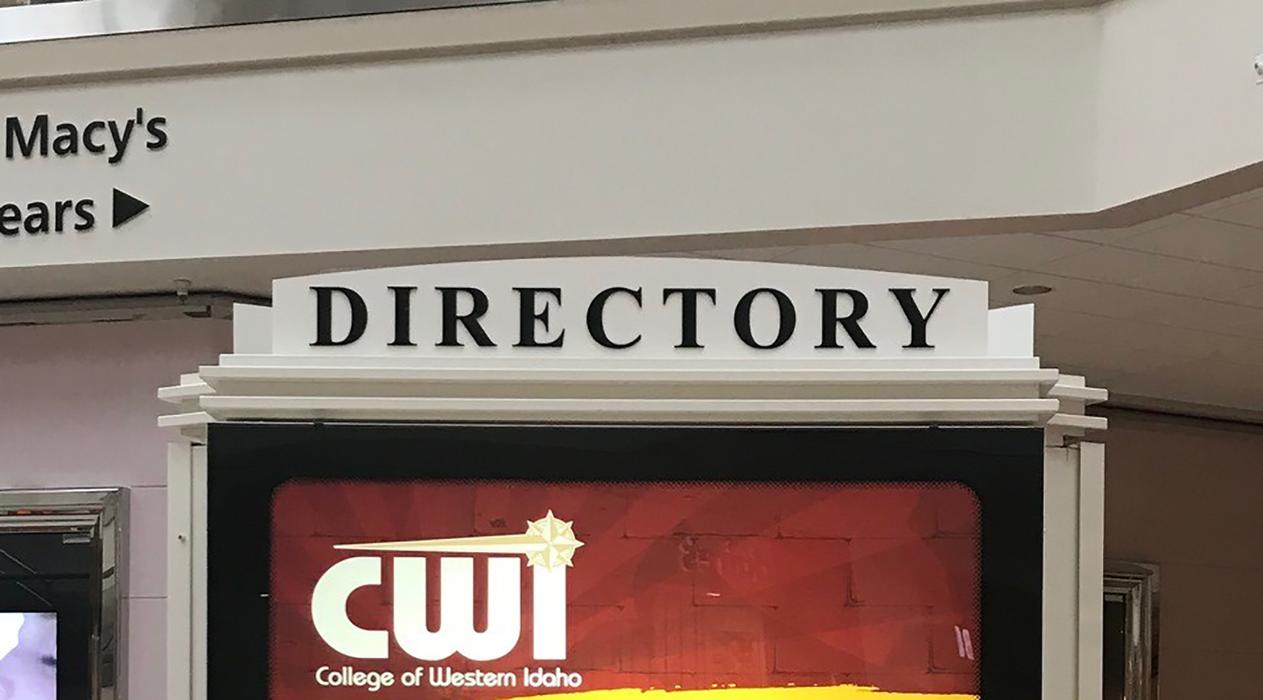 Macy's
ears ▶
DIRECTORY
CWI
College of Western Idaho